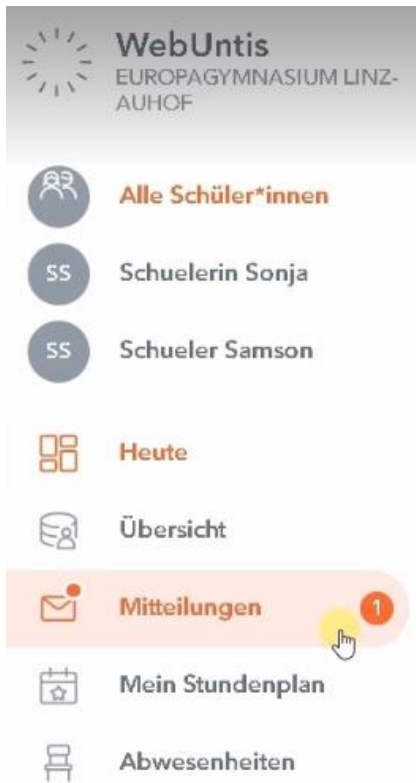 WebUntis
EUROPAGYMNASIUM LINZ-
AUHOF
Alle Schüler*innen
SS
Schuelerin Sonja
SS
Schueler Samson
Heute
Übersicht
Mitteilungen
1
Mein Stundenplan
Abwesenheiten